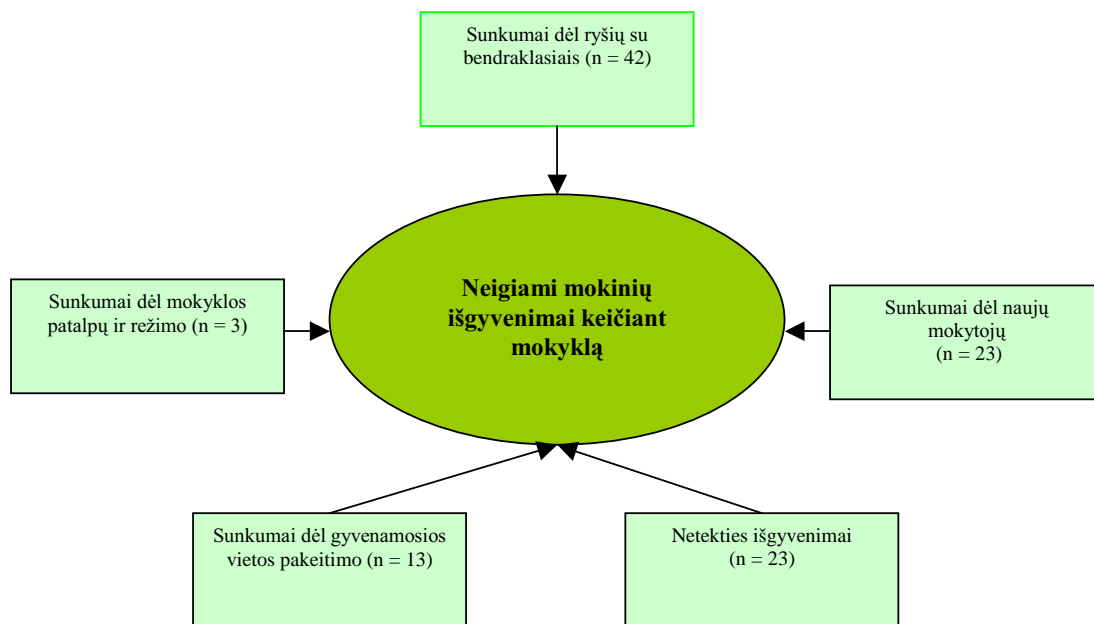 Sunkumai dėl ryšių su
bendraklasiais (n = 42)
Neigiami mokinių
išgyvenimai keičiant
mokyklą
Sunkumai dėl mokyklos
patalpų ir režimo (n = 3)
Sunkumai dėl naujų
mokytojų
(n = 23)
Sunkumai dėl gyvenamosios
vietos pakeitimo (n = 13)
Netekties išgyvenimai
(n = 23)